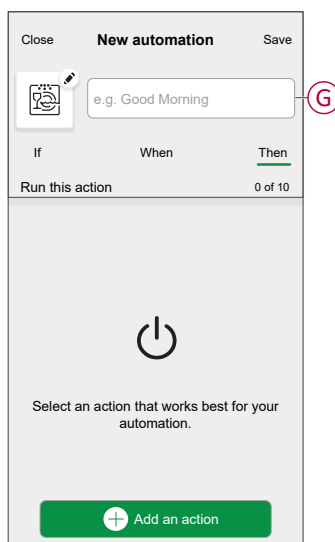 Close New automation Save
e.g. Good Morning
G
If When Then
Run this action 0 of 10
Select an action that works best for your
automation.
Add an action